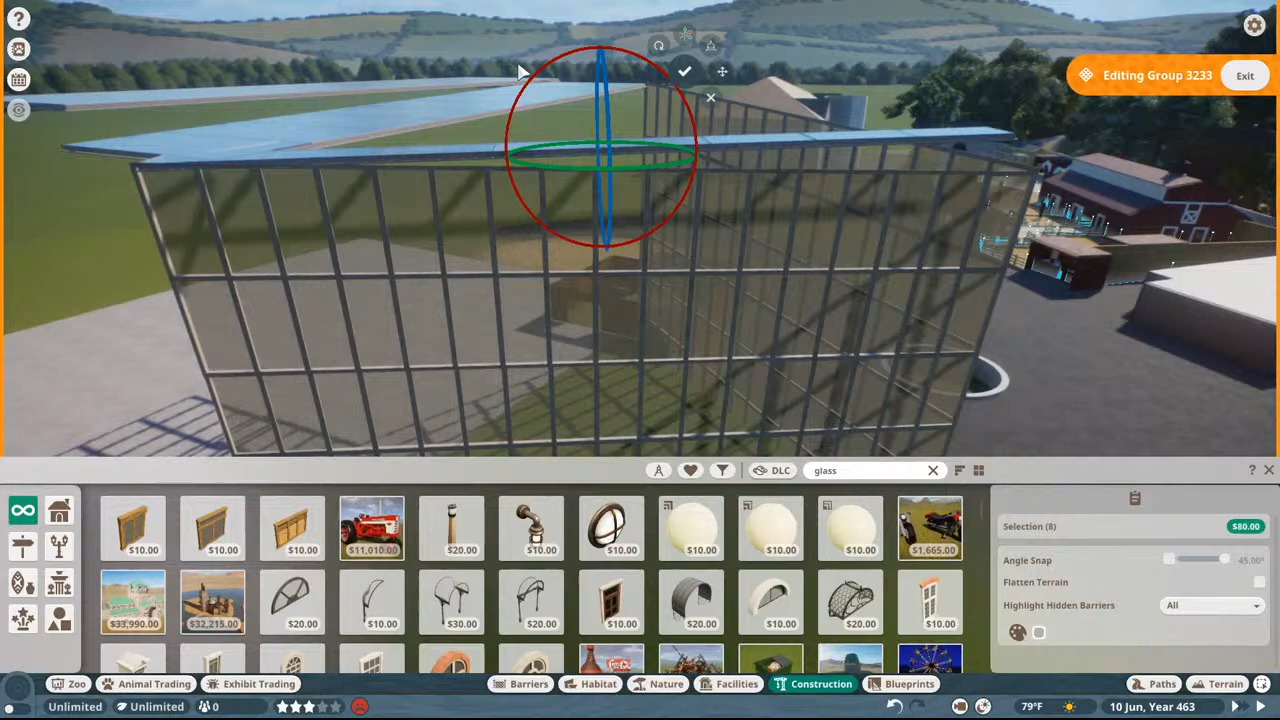 ?
Editing Group 3233 Exit
DLC glass ?
$10.00 $10.00 $10.00 $11,010.00 $20.00 $10.00 $10.00 $10.00 $10.00 $10.00 $1,665.00
Selection (8) $80.00
Angle Snap 45.00°
Flatten Terrain
Highlight Hidden Barriers All
$33,990.00 $32,215.00 $20.00 $10.00 $30.00 $20.00 $10.00 $20.00 $10.00 $20.00 $10.00
Zoo Animal Trading Exhibit Trading Barriers Habitat Nature Facilities Construction Blueprints Paths Terrain
Unlimited Unlimited 0 79°F 10 Jun, Year 463